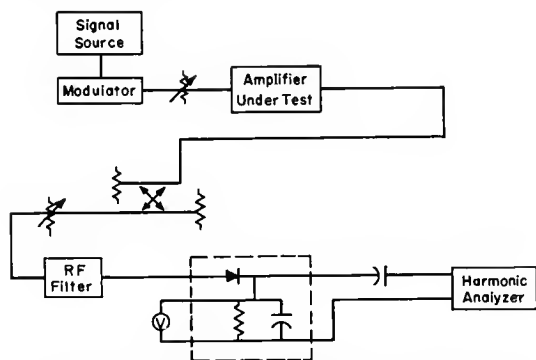 Signal
Source
Modulator
Amplifier
Under Test
RF
Filter
V
Harmonic
Analyzer